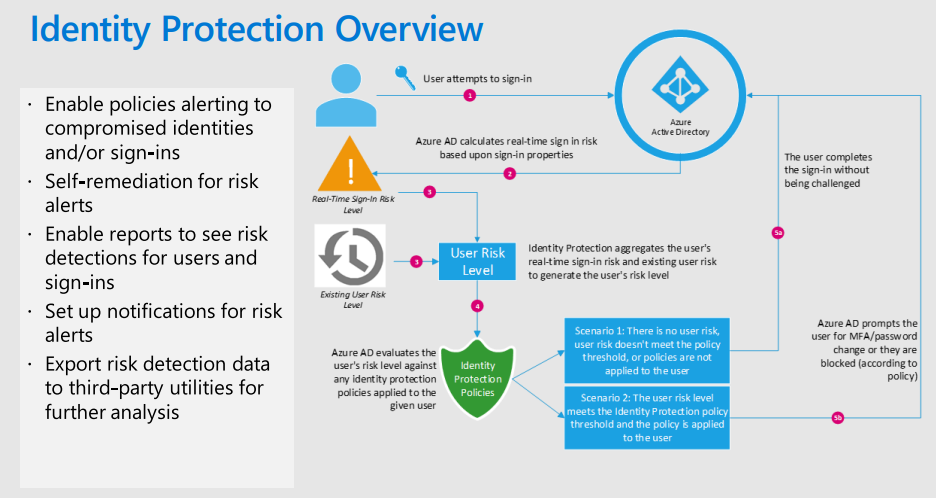 Identity Protection Overview
· Enable policies alerting to
compromised identities
and/or sign-ins
· Self-remediation for risk
alerts
· Enable reports to see risk
detections for users and
sign-ins
· Set up notifications for risk
alerts
· Export risk detection data
to third-party utilities for
further analysis
User attempts to sign-in
1
Azure
Active Directory
Azure AD calculates real-time sign in risk
based upon sign-in properties
2
!
Real-Time Sign-In Risk
Level
3
Existing User Risk
Level
3
User Risk
Level
Identity Protection aggregates the user's
real-time sign-in risk and existing user risk
to generate the user's risk level
4
Azure AD evaluates the
user's risk level against
any identity protection
policies applied to the
given user
Identity
Protection
Policies
Scenario 1: There is no user risk,
user risk doesn't meet the policy
threshold, or policies are not
applied to the user
Scenario 2: The user risk level
meets the Identity Protection policy
threshold and the policy is applied
to the user
The user completes
the sign-in without
being challenged
5a
Azure AD prompts the
user for MFA/password
change or they are
blocked (according to
policy)
5b